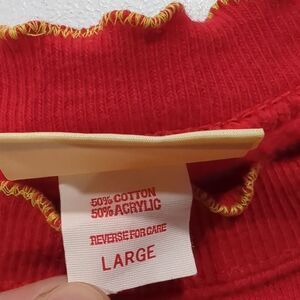 50% COTTON
50% ACRYLIC
REVERSE FOR CARE
LARGE